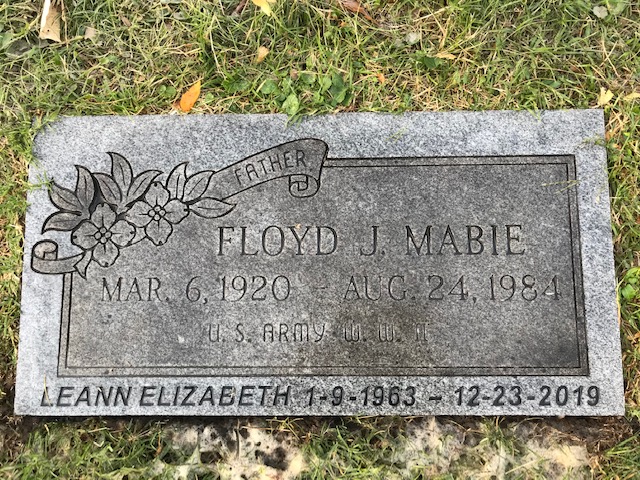 FATHER
FLOYD J. MABIE
MAR. 6, 1920 - AUG. 24, 1984
U. S. ARMY W. W. II
LEANN ELIZABETH 1-9-1963 - 12-23-2019